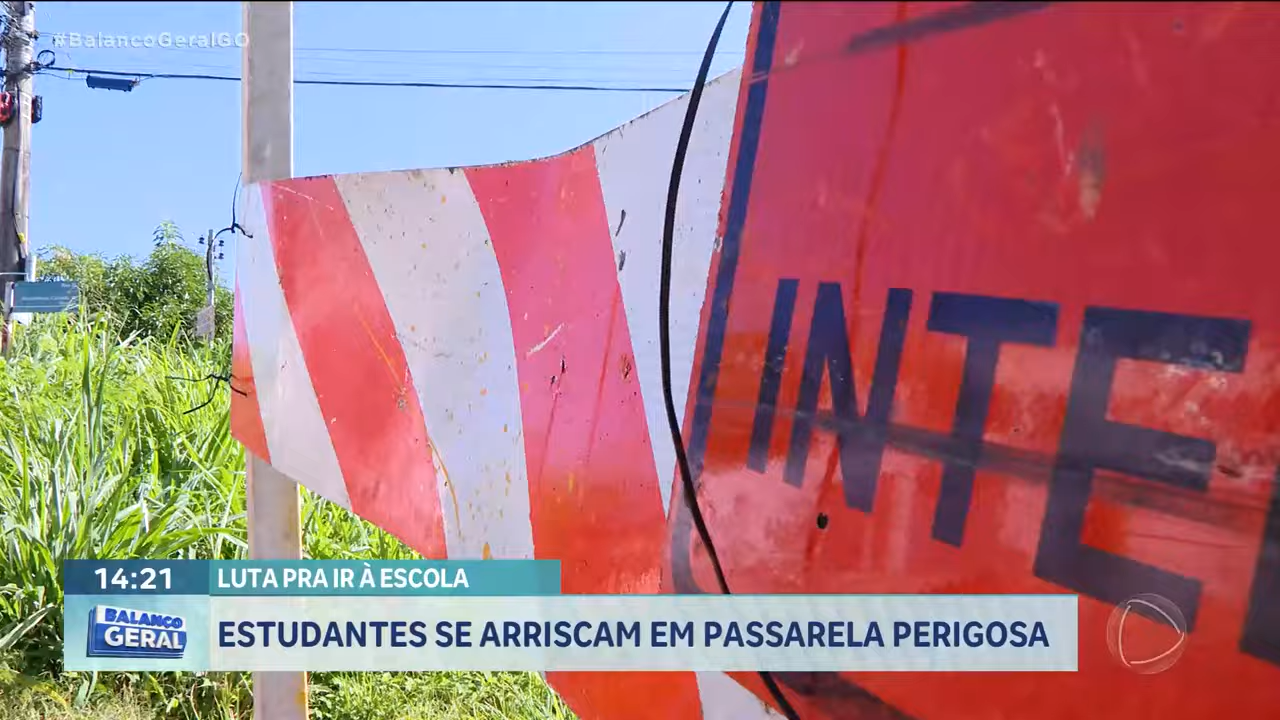 #BalancoGeralGO
INTE
14:21
LUTA PRA IR À ESCOLA
BALANÇO
GERAL
ESTUDANTES SE ARRISCAM EM PASSARELA PERIGOSA